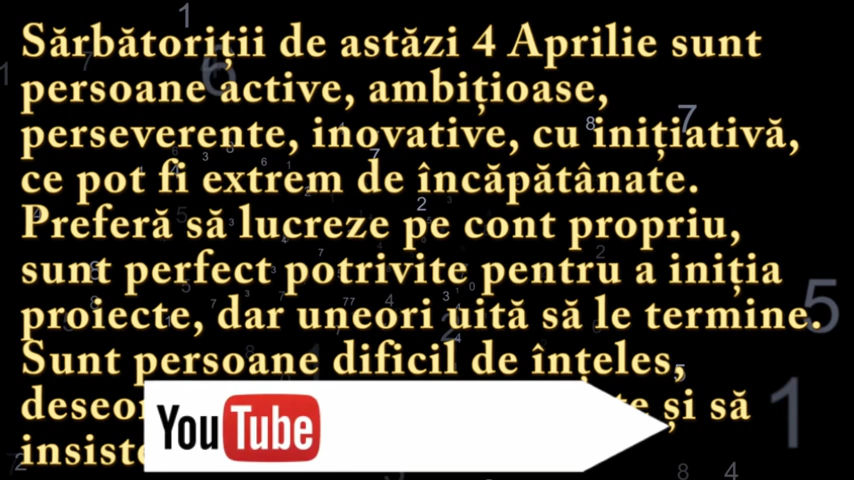 Sărbătoriții de astăzi 4 Aprilie sunt
persoane active, ambițioase,
perseverente, inovative, cu inițiativă,
ce pot fi extrem de încăpătânate.
Preferă să lucreze pe cont propriu,
sunt perfect potrivite pentru a iniția
proiecte, dar uneori uită să le termine.
Sunt persoane dificil de înțeles,
și să
YouTube